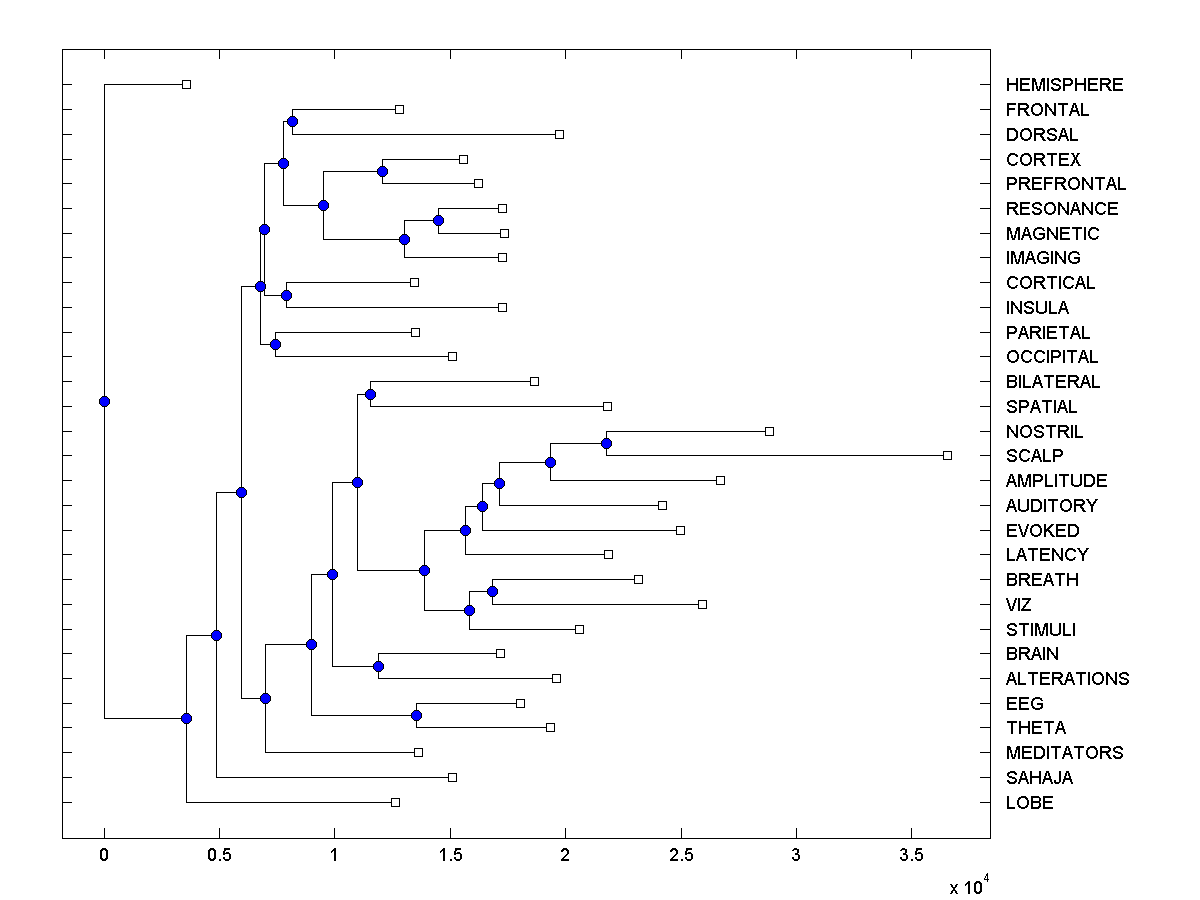 HEMISPHERE
FRONTAL
DORSAL
CORTEX
PREFRONTAL
RESONANCE
MAGNETIC
IMAGING
CORTICAL
INSULA
PARIETAL
OCCIPITAL
BILATERAL
SPATIAL
NOSTRIL
SCALP
AMPLITUDE
AUDITORY
EVOKED
LATENCY
BREATH
VIZ
STIMULI
BRAIN
ALTERATIONS
EEG
THETA
MEDITATORS
SAHAJA
LOBE
0 0.5 1 1.5 2 2.5 3 3.5
x 10^4